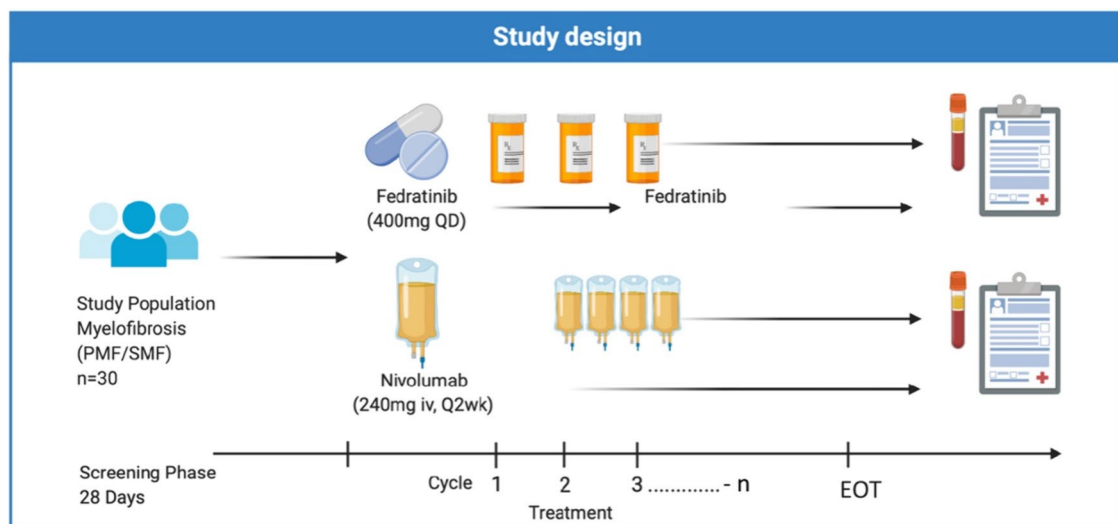 Study design
Fedratinib
(400mg QD)
Fedratinib
Study Population
Myelofibrosis
(PMF/SMF)
n=30
Nivolumab
(240mg iv, Q2wk)
Screening Phase
28 Days
Cycle 1 2 3 ............. - n
Treatment
EOT